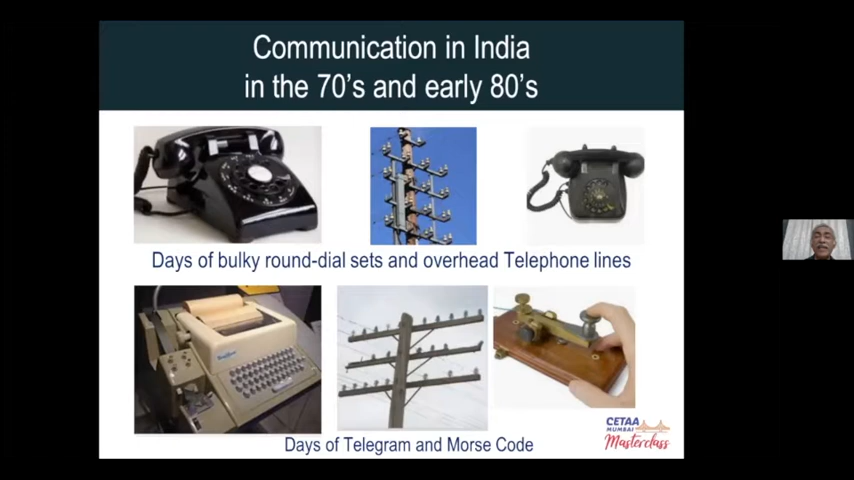 Communication in India
in the 70's and early 80's
Days of bulky round-dial sets and overhead Telephone lines
Days of Telegram and Morse Code
CETAA
MUMBAI
Masterclass